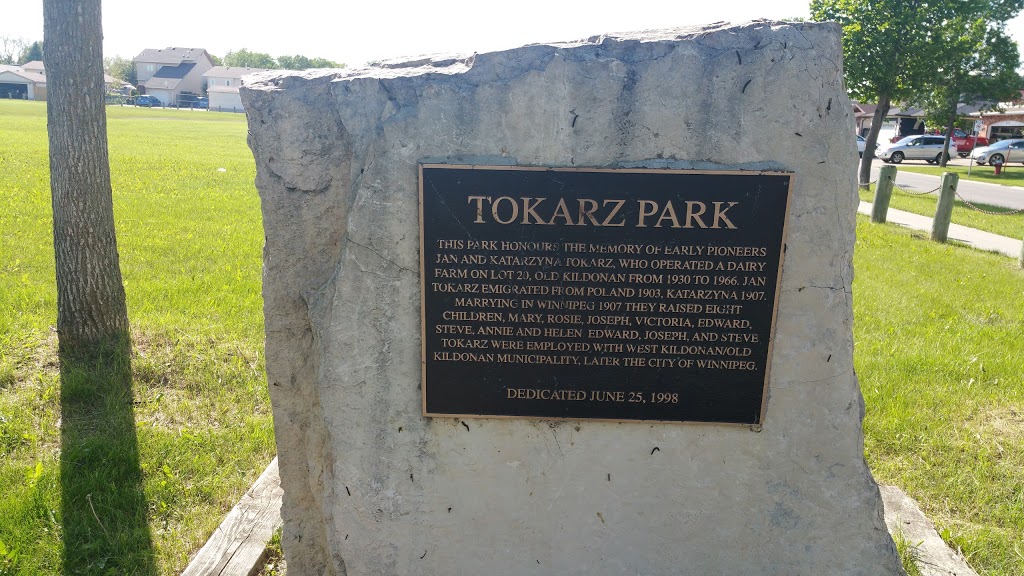 TOKARZ PARK
THIS PARK HONOURS THE MEMORY OF EARLY PIONEERS
JAN AND KATARZYNA TOKARZ, WHO OPERATED A DAIRY
FARM ON LOT 20, OLD KILDONAN FROM 1930 TO 1966. JAN
TOKARZ EMIGRATED FROM POLAND 1903, KATARZYNA 1907.
MARRYING IN WINNIPEG 1907 THEY RAISED EIGHT
CHILDREN, MARY, ROSIE, JOSEPH, VICTORIA, EDWARD,
STEVE, ANNIE AND HELEN. EDWARD, JOSEPH, AND STEVE
TOKARZ WERE EMPLOYED WITH WEST KILDONAN/OLD
KILDONAN MUNICIPALITY, LATER THE CITY OF WINNIPEG.
DEDICATED JUNE 25, 1998